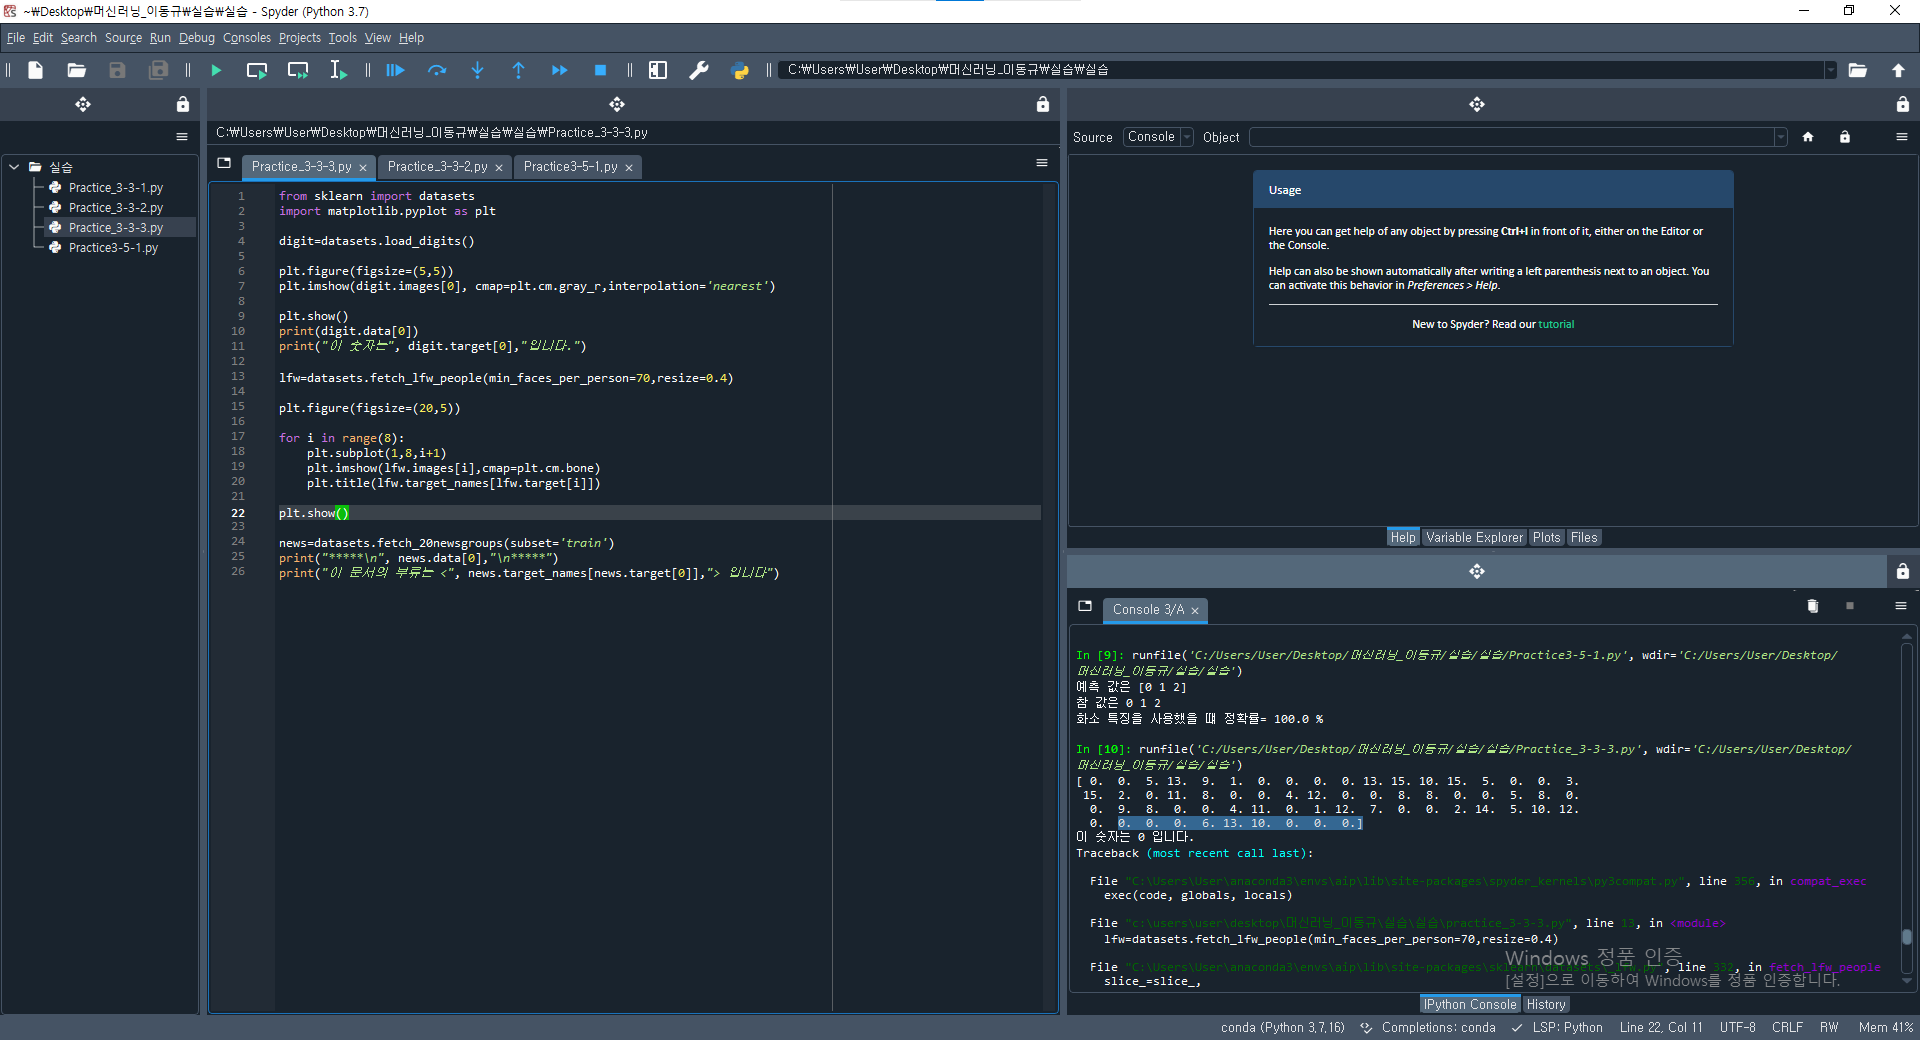 ~₩Desktop₩머신러닝_이동규₩실습₩실습 - Spyder (Python 3.7)
File Edit Search Source Run Debug Consoles Projects Tools View Help
C:₩Users₩User₩Desktop₩머신러닝_이동규₩실습₩실습
C:₩Users₩User₩Desktop₩머신러닝_이동규₩실습₩실습₩Practice_3-3-3.py
Practice_3-3-3.py Practice_3-3-2.py Practice3-5-1.py
실습
Practice_3-3-1.py
Practice_3-3-2.py
Practice_3-3-3.py
Practice3-5-1.py
1 from sklearn import datasets
2 import matplotlib.pyplot as plt
3
4 digit=datasets.load_digits()
5
6 plt.figure(figsize=(5,5))
7 plt.imshow(digit.images[0], cmap=plt.cm.gray_r,interpolation='nearest')
8
9 plt.show()
10 print(digit.data[0])
11 print("이 숫자는", digit.target[0],"입니다.")
12
13 lfw=datasets.fetch_lfw_people(min_faces_per_person=70,resize=0.4)
14
15 plt.figure(figsize=(20,5))
16
17 for i in range(8):
18 plt.subplot(1,8,i+1)
19 plt.imshow(lfw.images[i],cmap=plt.cm.bone)
20 plt.title(lfw.target_names[lfw.target[i]])
21
22 plt.show()
23
24 news=datasets.fetch_20newsgroups(subset='train')
25 print("*****\n", news.data[0],"\n*****")
26 print("이 문서의 부류는 <", news.target_names[news.target[0]],"> 입니다")
Source Console Object
Usage
Here you can get help of any object by pressing Ctrl+I in front of it, either on the Editor or
the Console.
Help can also be shown automatically after writing a left parenthesis next to an object. You
can activate this behavior in Preferences > Help.
New to Spyder? Read our tutorial
Help Variable Explorer Plots Files
Console 3/A
In [9]: runfile('C:/Users/User/Desktop/머신러닝_이동규/실습/실습/Practice3-5-1.py', wdir='C:/Users/User/Desktop/
머신러닝_이동규/실습/실습')
예측 값은 [0 1 2]
참 값은 0 1 2
화소 특징을 사용했을 떄 정확률= 100.0 %
In [10]: runfile('C:/Users/User/Desktop/머신러닝_이동규/실습/실습/Practice_3-3-3.py', wdir='C:/Users/User/Desktop/
머신러닝_이동규/실습/실습')
[ 0. 0. 5. 13. 9. 1. 0. 0. 0. 0. 13. 15. 10. 15. 5. 0. 0. 3.
15. 2. 0. 11. 8. 0. 0. 4. 12. 0. 0. 8. 8. 0. 0. 5. 8. 0.
0. 9. 8. 0. 0. 4. 11. 0. 1. 12. 7. 0. 0. 2. 14. 5. 10. 12.
0. 0. 0. 0. 6. 13. 10. 0. 0. 0.]
이 숫자는 0 입니다.
Traceback (most recent call last):
File "C:\Users\User\anaconda3\envs\aip\lib\site-packages\spyder_kernels\py3compat.py", line 356, in compat_exec
exec(code, globals, locals)
File "c:\users\user\desktop\머신러닝_이동규\실습\실습\practice_3-3-3.py", line 13, in <module>
lfw=datasets.fetch_lfw_people(min_faces_per_person=70,resize=0.4)
File "C:\Users\User\anaconda3\envs\aip\lib\site-packages\sklearn\datasets\_lfw.py", line 332, in fetch_lfw_people
slice_=slice_,
Windows 정품 인증
[설정]으로 이동하여 Windows를 정품 인증합니다.
IPython Console History
conda (Python 3.7.16) Completions: conda LSP: Python Line 22, Col 11 UTF-8 CRLF RW Mem 41%